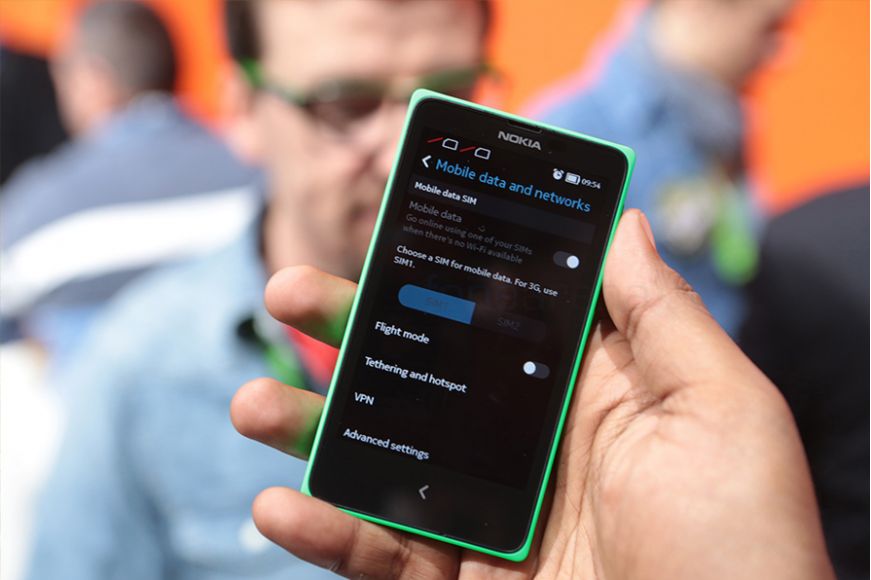 NOKIA
09:54
Mobile data and networks
Mobile data SIM
Mobile data
Go online using one of your SIMs
when there's no Wi-Fi available
Choose a SIM for mobile data. For 3G, use
SIM1.
SIM1
SIM2
Flight mode
Tethering and hotspot
VPN
Advanced settings